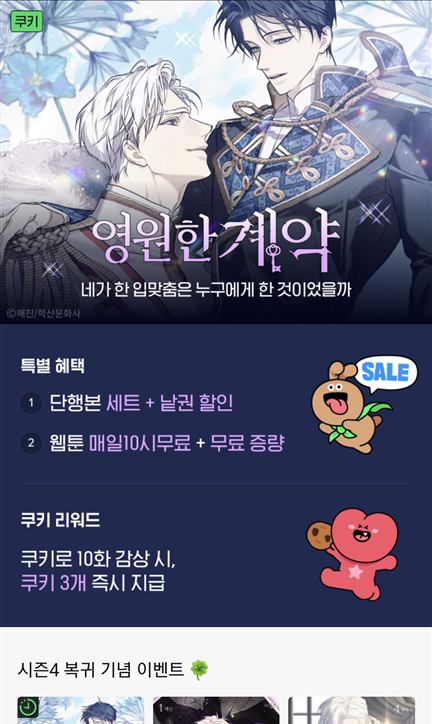 쿠키
영원한 계약
네가 한 입맞춤은 누구에게 한 것이었을까
©해진/학산문화사
특별 혜택
SALE
1 단행본 세트 + 낱권 할인
2 웹툰 매일10시무료 + 무료 증량
쿠키 리워드
쿠키로 10화 감상 시,
쿠키 3개 즉시 지급
시즌4 복귀 기념 이벤트
1
4